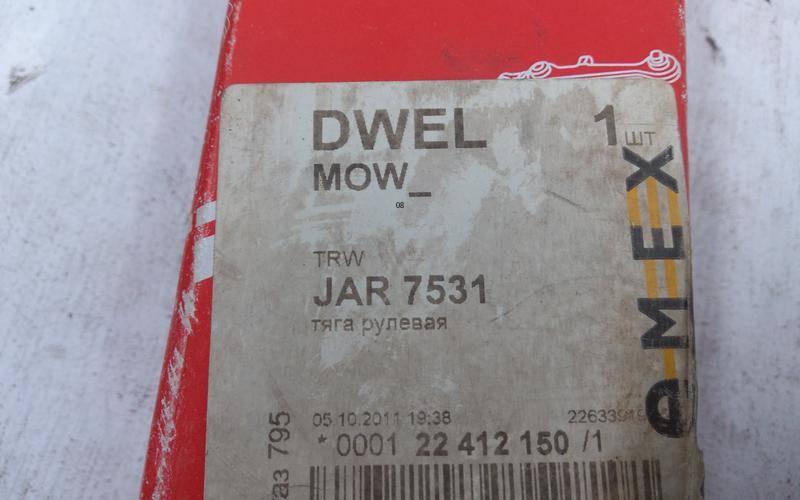 DWEL
1 шт
MOW_
08
TRW
JAR 7531
тяга рулевая
05.10.2011 19:38
*0001 22 412 150 /1
795
EMEX